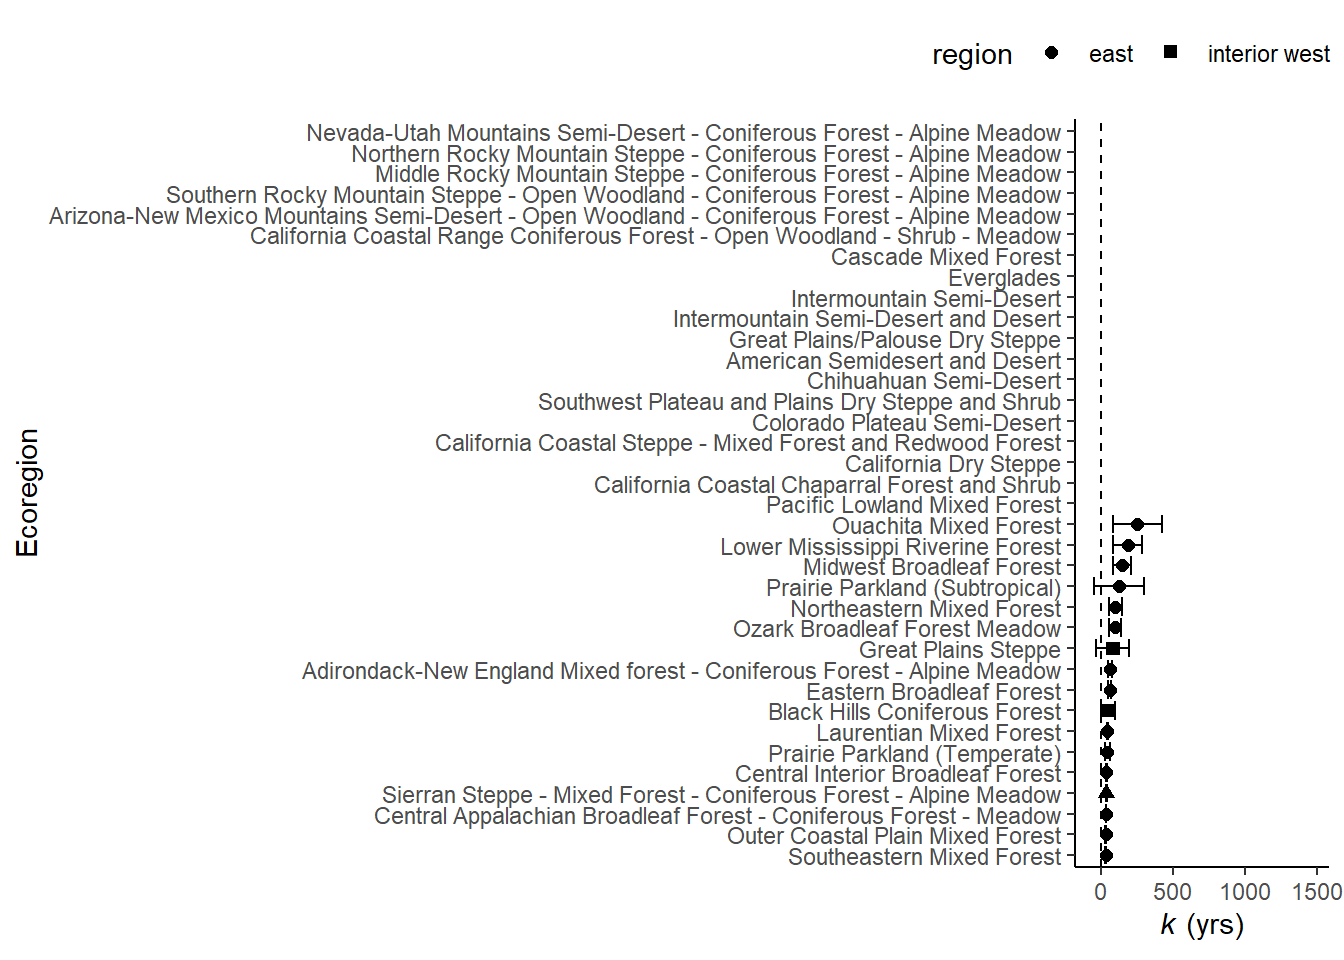 region east interior west
Nevada-Utah Mountains Semi-Desert - Coniferous Forest - Alpine Meadow
Northern Rocky Mountain Steppe - Coniferous Forest - Alpine Meadow
Middle Rocky Mountain Steppe - Coniferous Forest - Alpine Meadow
Southern Rocky Mountain Steppe - Open Woodland - Coniferous Forest - Alpine Meadow
Arizona-New Mexico Mountains Semi-Desert - Open Woodland - Coniferous Forest - Alpine Meadow
California Coastal Range Coniferous Forest - Open Woodland - Shrub - Meadow
Cascade Mixed Forest
Everglades
Intermountain Semi-Desert
Intermountain Semi-Desert and Desert
Great Plains/Palouse Dry Steppe
American Semidesert and Desert
Chihuahuan Semi-Desert
Southwest Plateau and Plains Dry Steppe and Shrub
Colorado Plateau Semi-Desert
California Coastal Steppe - Mixed Forest and Redwood Forest
California Dry Steppe
California Coastal Chaparral Forest and Shrub
Pacific Lowland Mixed Forest
Ouachita Mixed Forest
Lower Mississippi Riverine Forest
Midwest Broadleaf Forest
Prairie Parkland (Subtropical)
Northeastern Mixed Forest
Ozark Broadleaf Forest Meadow
Great Plains Steppe
Adirondack-New England Mixed forest - Coniferous Forest - Alpine Meadow
Eastern Broadleaf Forest
Black Hills Coniferous Forest
Laurentian Mixed Forest
Prairie Parkland (Temperate)
Central Interior Broadleaf Forest
Sierran Steppe - Mixed Forest - Coniferous Forest - Alpine Meadow
Central Appalachian Broadleaf Forest - Coniferous Forest - Meadow
Outer Coastal Plain Mixed Forest
Southeastern Mixed Forest
Ecoregion
0 500 1000 1500
k (yrs)